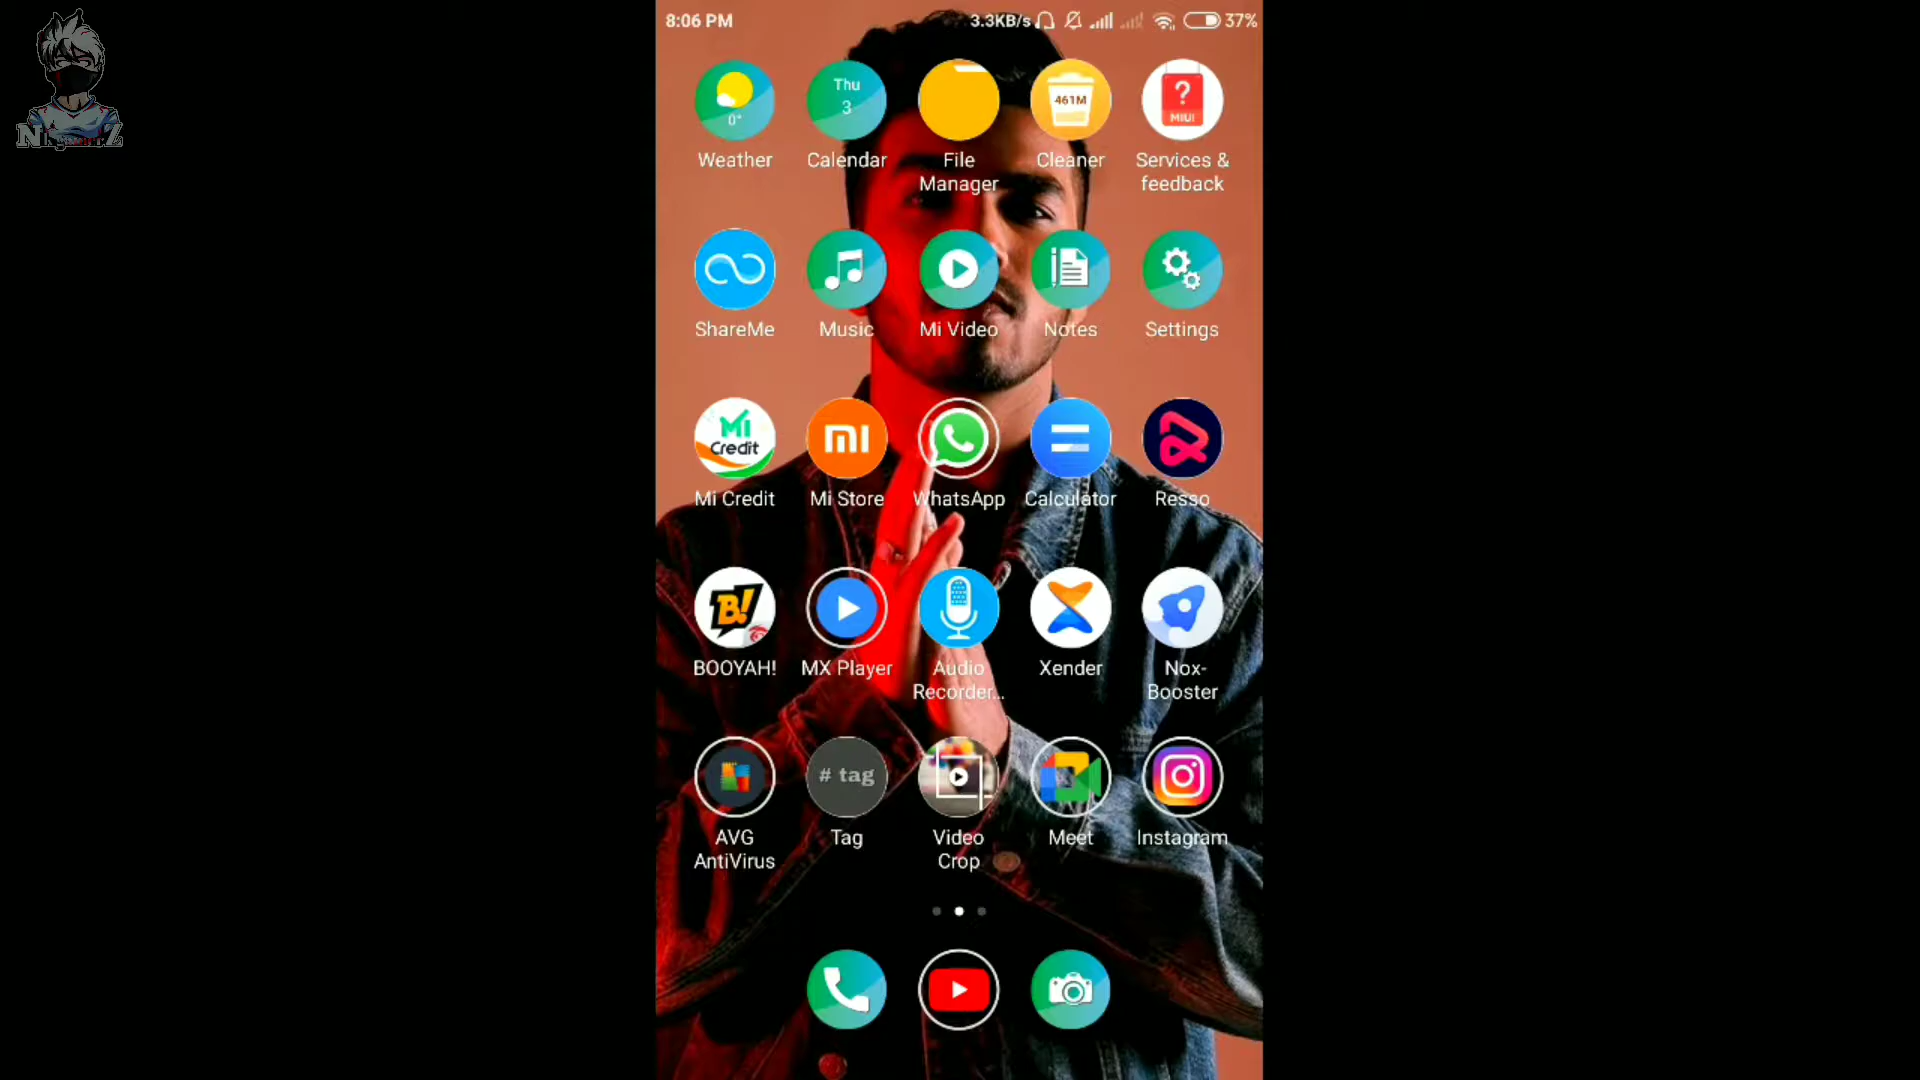 8:06 PM 3.3KB/s 37%
0° Thu 3 461M ? MIUI
Weather Calendar File Manager Cleaner Services & feedback
ShareMe Music Mi Video Notes Settings
Mi Credit
Mi Credit Mi Store WhatsApp Calculator Resso
B!
BOOYAH! MX Player Audio Recorder... Xender Nox-Booster
# tag
AVG AntiVirus Tag Video Crop Meet Instagram